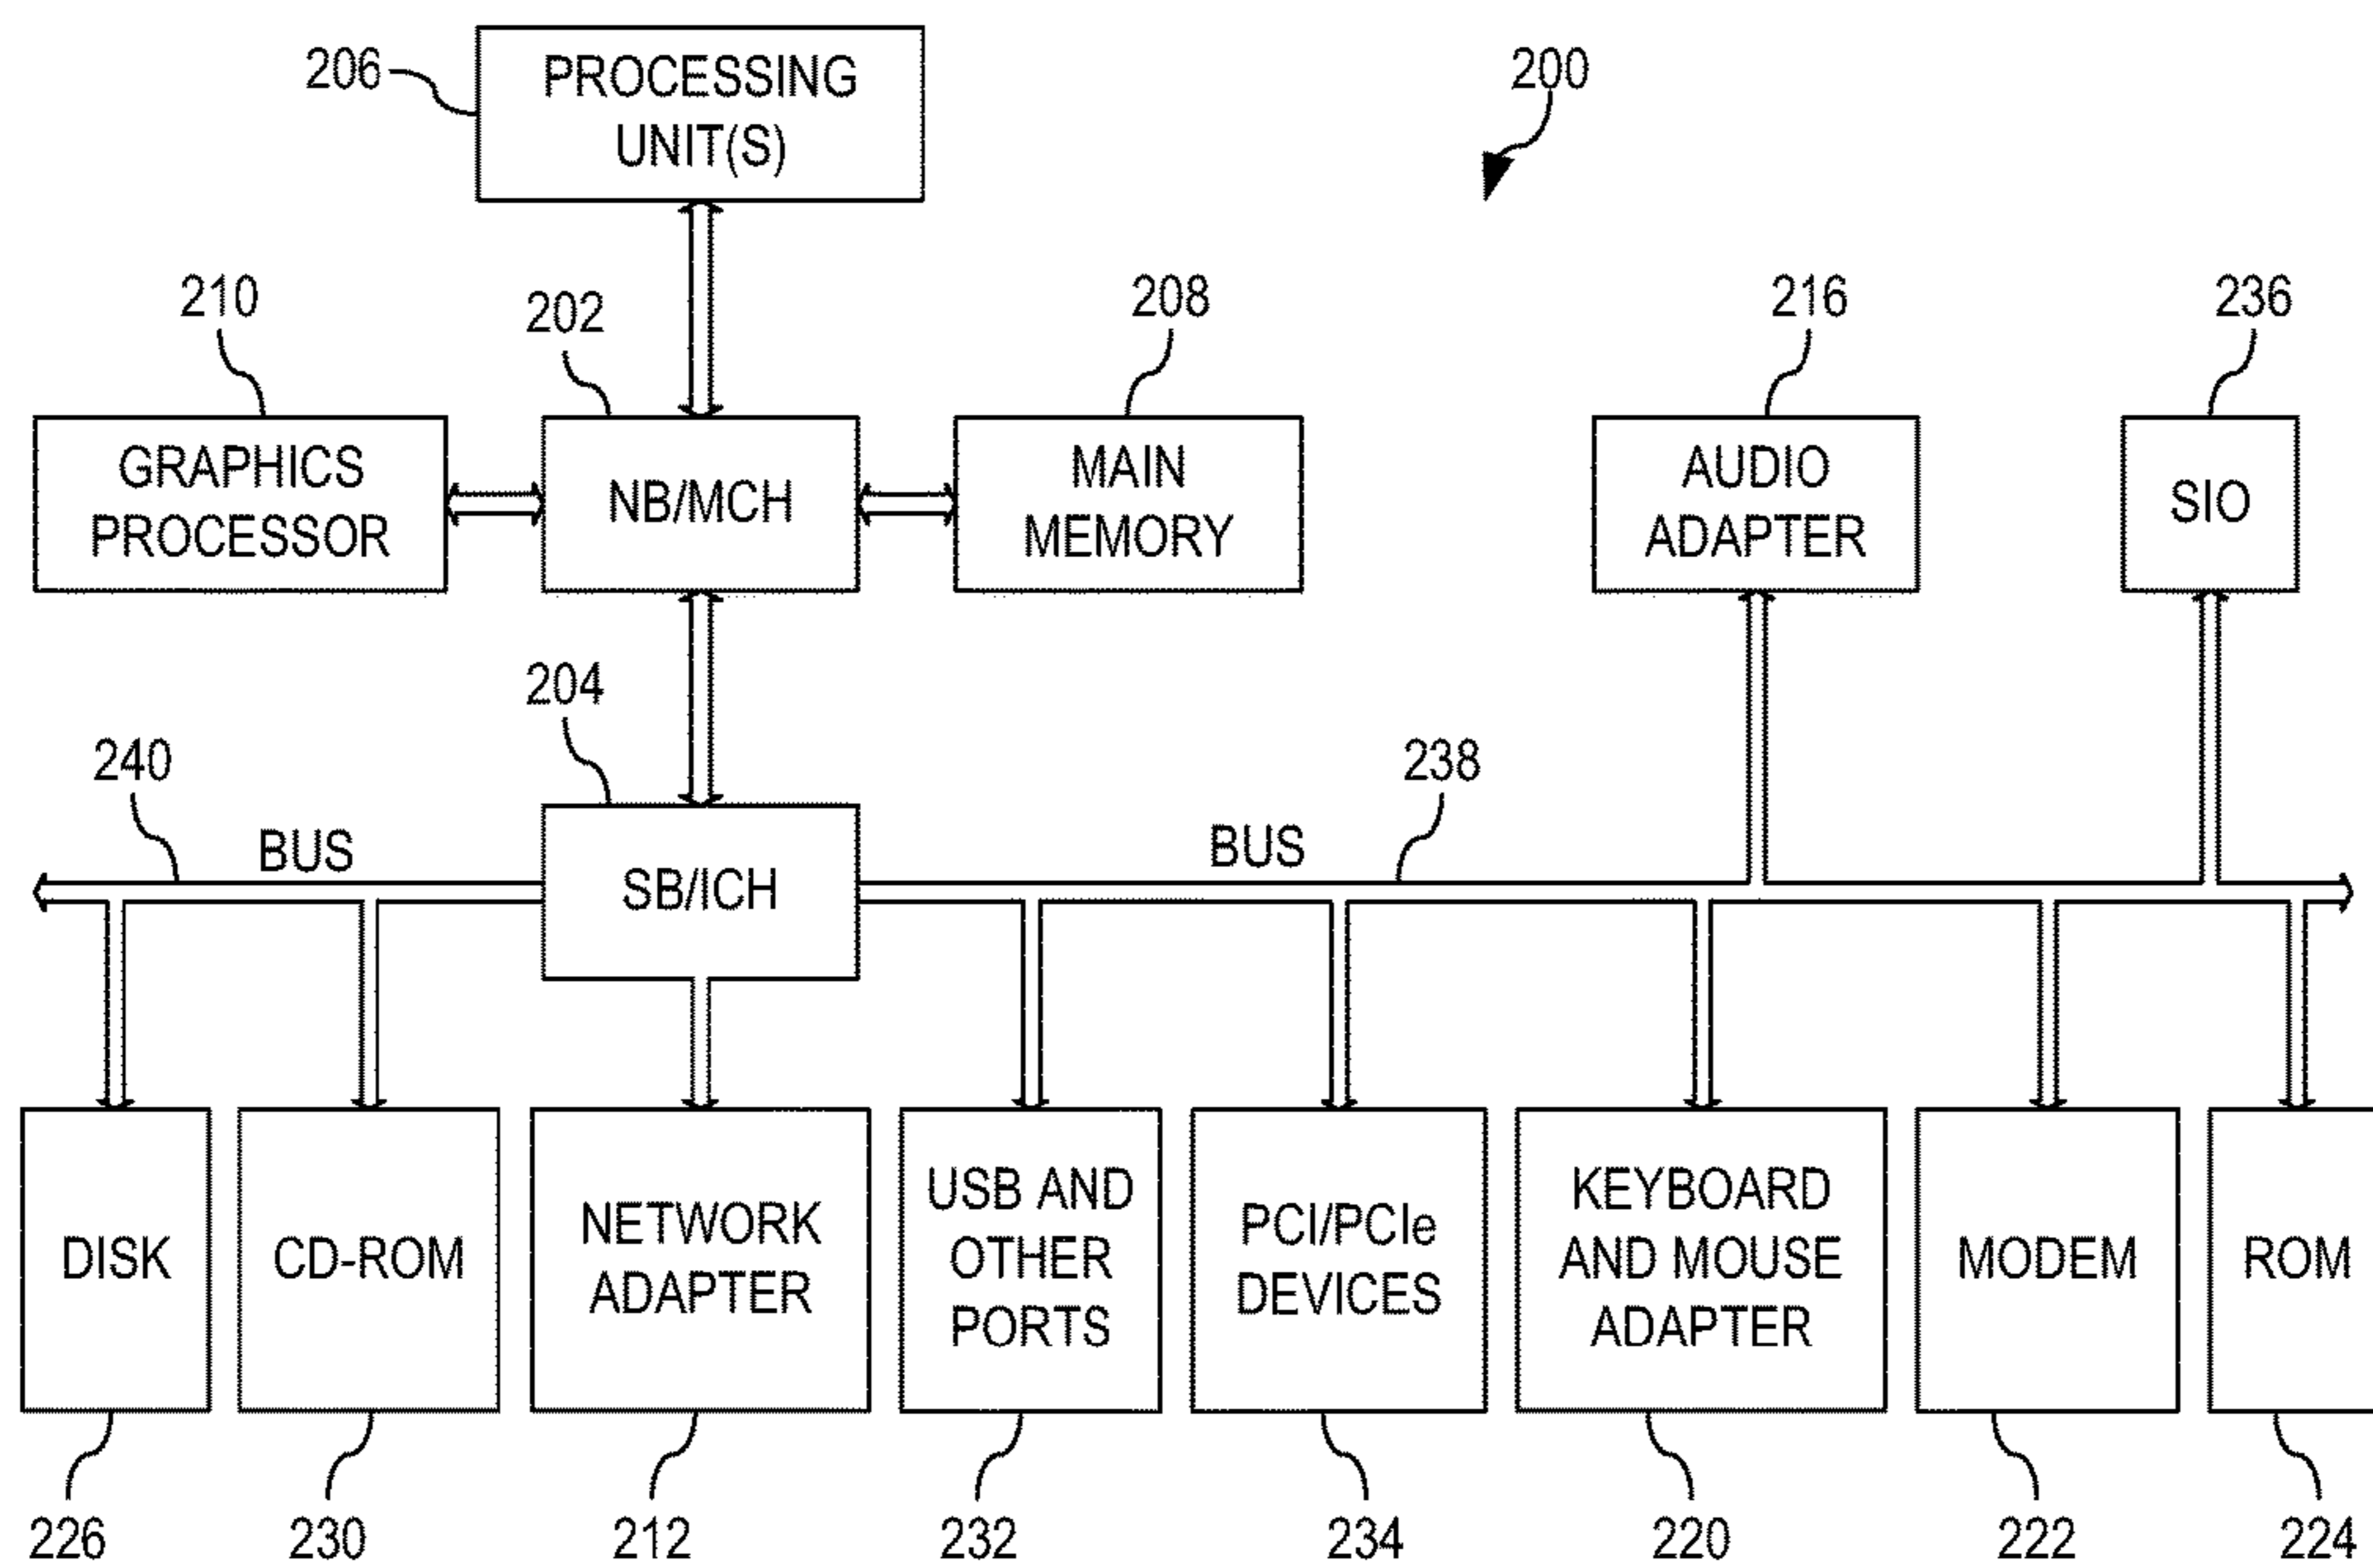 206
PROCESSING
UNIT(S)
200
210
202
208
216
236
GRAPHICS
PROCESSOR
NB/MCH
MAIN
MEMORY
AUDIO
ADAPTER
SIO
204
240
238
BUS
BUS
SB/ICH
DISK
CD-ROM
NETWORK
ADAPTER
USB AND
OTHER
PORTS
PCI/PCIe
DEVICES
KEYBOARD
AND MOUSE
ADAPTER
MODEM
ROM
226
230
212
232
234
220
222
224